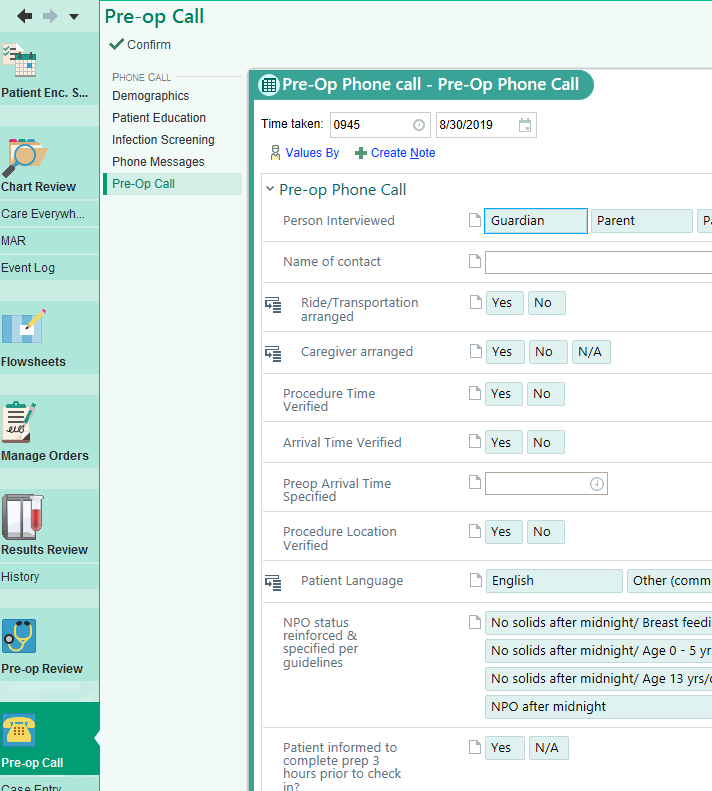 Pre-op Call
Confirm
Patient Enc. S...
Chart Review
Care Everywh...
MAR
Event Log
Flowsheets
Manage Orders
Results Review
History
Pre-op Review
Pre-op Call
Case Entry
PHONE CALL
Demographics
Patient Education
Infection Screening
Phone Messages
Pre-Op Call
Pre-Op Phone call - Pre-Op Phone Call
Time taken: 0945 8/30/2019
Values By Create Note
Pre-op Phone Call
Person Interviewed Guardian Parent
Name of contact
Ride/Transportation
arranged
Yes No
Caregiver arranged Yes No N/A
Procedure Time
Verified
Yes No
Arrival Time Verified Yes No
Preop Arrival Time
Specified
Procedure Location
Verified
Yes No
Patient Language English Other (comm
NPO status
reinforced &
specified per
guidelines
No solids after midnight/ Breast feedi
No solids after midnight/ Age 0 - 5 yr
No solids after midnight/ Age 13 yrs/
NPO after midnight
Patient informed to
complete prep 3
hours prior to check
in?
Yes N/A